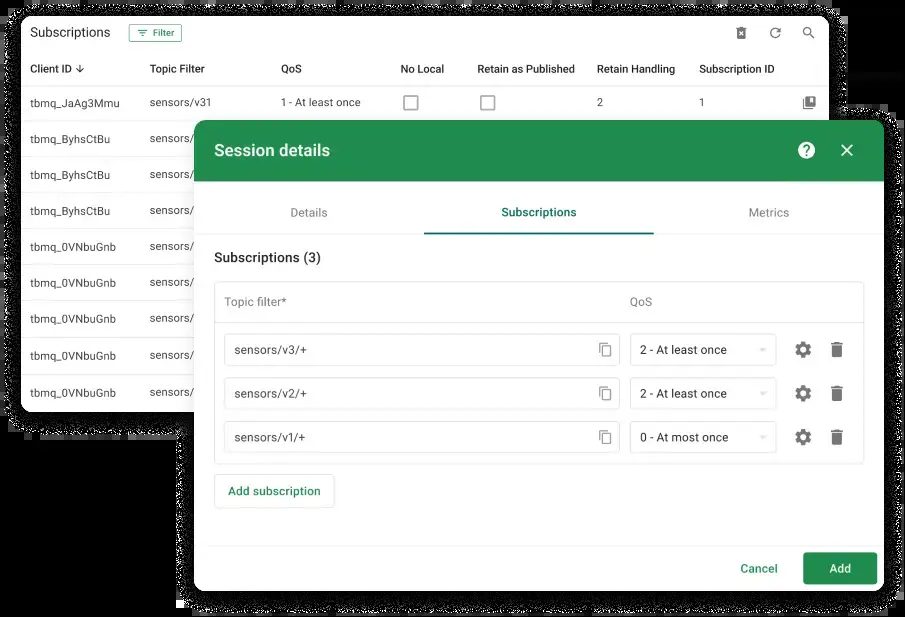 Subscriptions Filter
Client ID ↓ Topic Filter QoS No Local Retain as Published Retain Handling Subscription ID
tbmq_JaAg3Mmu sensors/v31 1 - At least once 2 1
tbmq_ByhsCtBu sensors/
tbmq_ByhsCtBu sensors/
tbmq_ByhsCtBu sensors/
tbmq_0VNbuGnb sensors/
tbmq_0VNbuGnb sensors/
tbmq_0VNbuGnb sensors/
tbmq_0VNbuGnb sensors/
tbmq_0VNbuGnb sensors/
Session details ?
Details Subscriptions Metrics
Subscriptions (3)
Topic filter* QoS
sensors/v3/+ 2 - At least once
sensors/v2/+ 2 - At least once
sensors/v1/+ 0 - At most once
Add subscription
Cancel Add